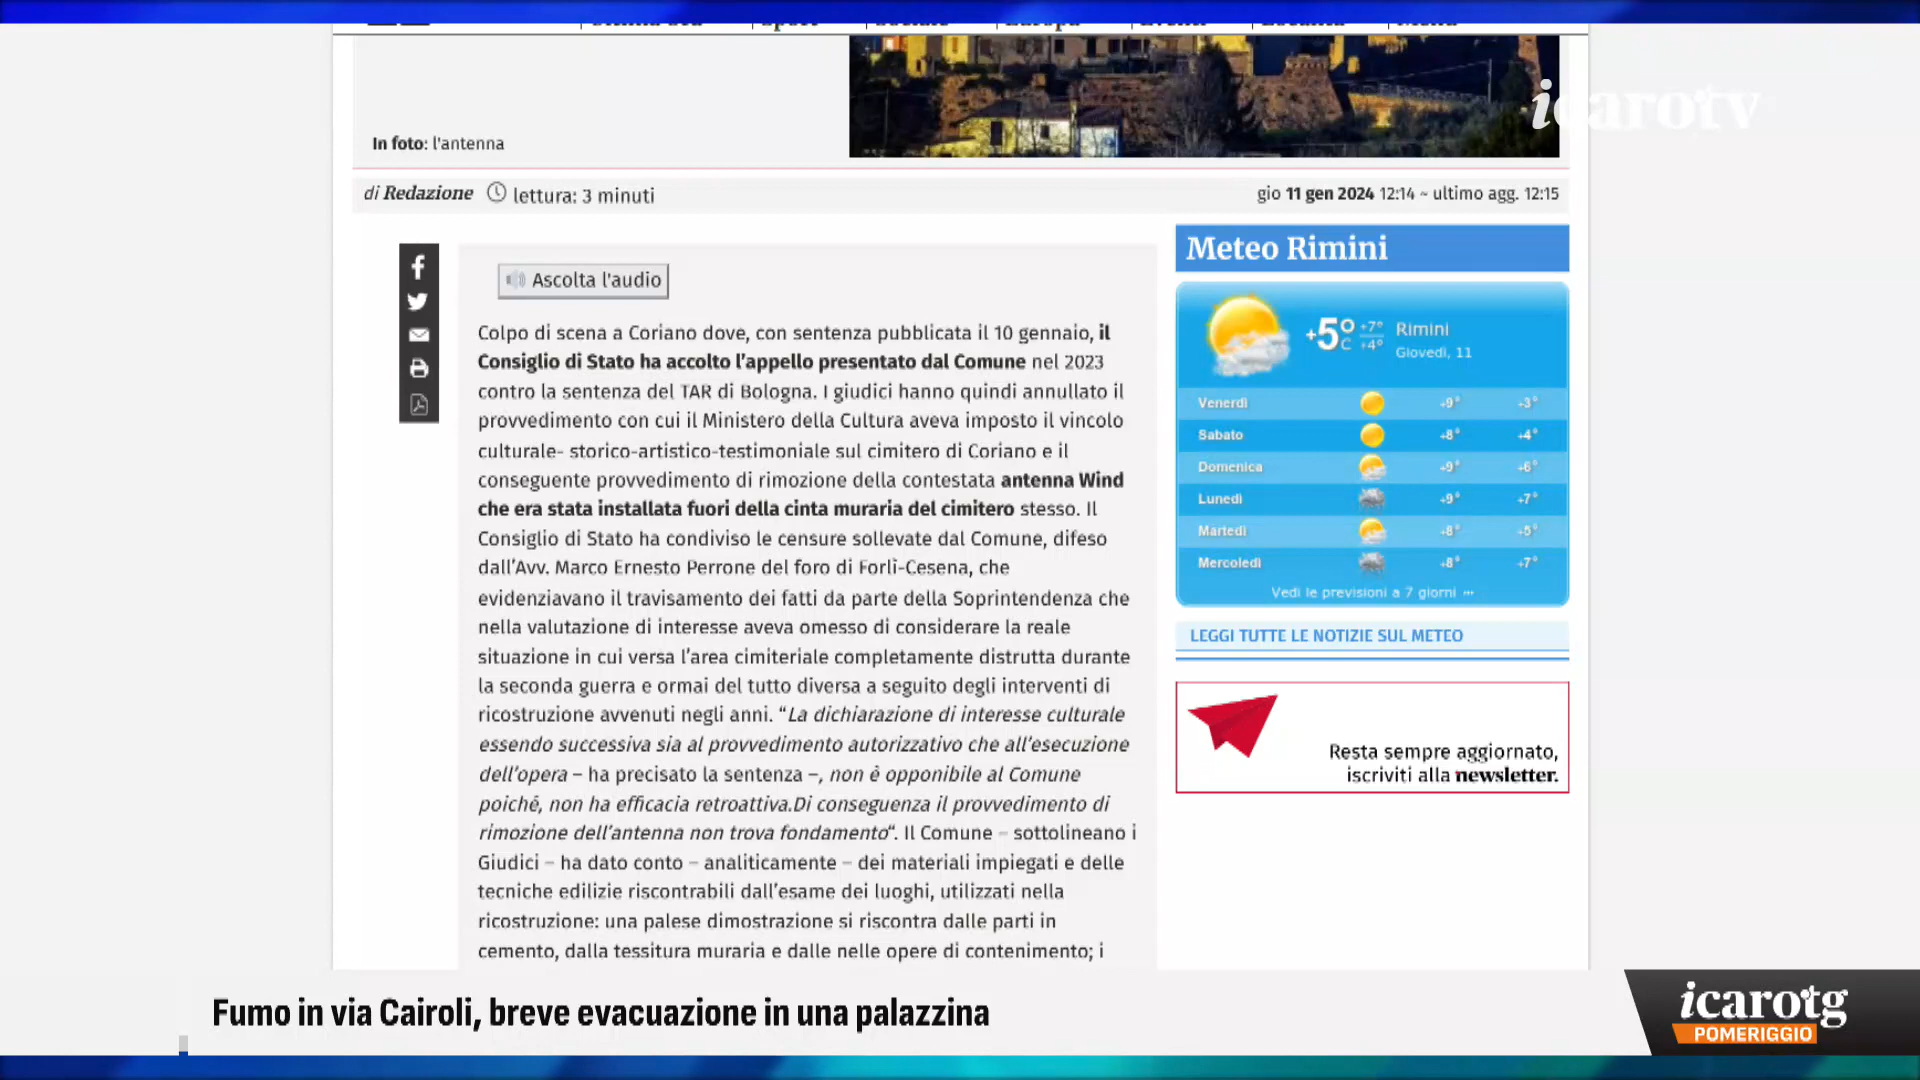 Ultima ora Sport Sociale Europa Eventi Località Menu
icarotv
In foto: l'antenna
di Redazione lettura: 3 minuti
gio 11 gen 2024 12:14 ~ ultimo agg. 12:15
Ascolta l'audio
Colpo di scena a Coriano dove, con sentenza pubblicata il 10 gennaio, il
Consiglio di Stato ha accolto l’appello presentato dal Comune nel 2023
contro la sentenza del TAR di Bologna. I giudici hanno quindi annullato il
provvedimento con cui il Ministero della Cultura aveva imposto il vincolo
culturale- storico-artistico-testimoniale sul cimitero di Coriano e il
conseguente provvedimento di rimozione della contestata antenna Wind
che era stata installata fuori della cinta muraria del cimitero stesso. Il
Consiglio di Stato ha condiviso le censure sollevate dal Comune, difeso
dall’Avv. Marco Ernesto Perrone del foro di Forlì-Cesena, che
evidenziavano il travisamento dei fatti da parte della Soprintendenza che
nella valutazione di interesse aveva omesso di considerare la reale
situazione in cui versa l’area cimiteriale completamente distrutta durante
la seconda guerra e ormai del tutto diversa a seguito degli interventi di
ricostruzione avvenuti negli anni. “La dichiarazione di interesse culturale
essendo successiva sia al provvedimento autorizzativo che all’esecuzione
dell’opera – ha precisato la sentenza –, non è opponibile al Comune
poiché, non ha efficacia retroattiva.Di conseguenza il provvedimento di
rimozione dell’antenna non trova fondamento“. Il Comune – sottolineano i
Giudici – ha dato conto – analiticamente – dei materiali impiegati e delle
tecniche edilizie riscontrabili dall’esame dei luoghi, utilizzati nella
ricostruzione: una palese dimostrazione si riscontra dalle parti in
cemento, dalla tessitura muraria e dalle nelle opere di contenimento; i
Meteo Rimini
+5°C +7° +4° Rimini
Giovedì, 11
Venerdì +9° +3°
Sabato +8° +4°
Domenica +9° +6°
Lunedì +9° +7°
Martedì +8° +5°
Mercoledì +8° +7°
Vedi le previsioni a 7 giorni ···
LEGGI TUTTE LE NOTIZIE SUL METEO
Resta sempre aggiornato,
iscriviti alla newsletter.
Fumo in via Cairoli, breve evacuazione in una palazzina
icarotg
POMERIGGIO